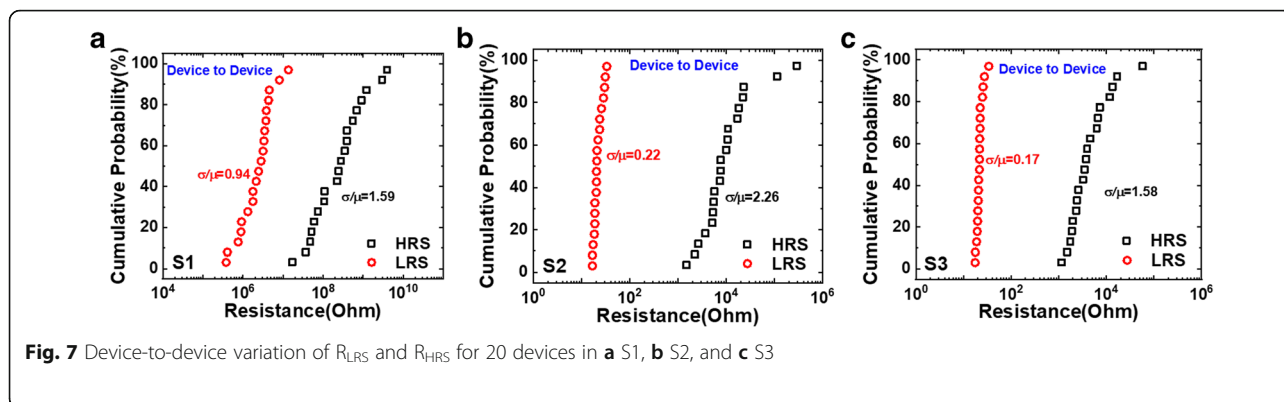 a
Cumulative Probability(%)
100
80
60
40
20
0
Device to Device
σ/μ=0.94
σ/μ=1.59
HRS
LRS
S1
10^4 10^6 10^8 10^10
Resistance(Ohm)
b
Cumulative Probability(%)
100
80
60
40
20
0
Device to Device
σ/μ=0.22
σ/μ=2.26
HRS
LRS
S2
10^0 10^2 10^4 10^6
Resistance(Ohm)
c
Cumulative Probability(%)
100
80
60
40
20
0
Device to Device
σ/μ=0.17
σ/μ=1.58
HRS
LRS
S3
10^0 10^2 10^4 10^6
Resistance(Ohm)
Fig. 7 Device-to-device variation of R_LRS and R_HRS for 20 devices in a S1, b S2, and c S3